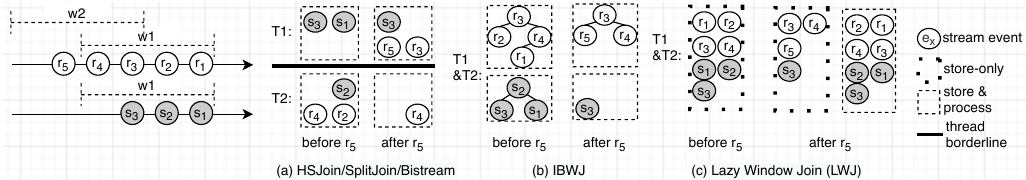 w2
w1
r5 r4 r3 r2 r1
w1
s3 s2 s1
T1:
s3 s1
s3
r5 r3
T2:
s2
r4 r2
r4
before r5 after r5
(a) HSJoin/SplitJoin/Bistream
T1
&T2:
r3
r2 r4
r1
s2
s3 s1
r3
r5 r4
s3
before r5 after r5
(b) IBWJ
T1
&T2:
r1 r2
r3 r4
s1 s2
s3
r3 r4
r5
s3
r2 r1
r4 r3
s2 s1
s3
before r5 after r5
(c) Lazy Window Join (LWJ)
ex stream event
store-only
store &
process
thread
borderline